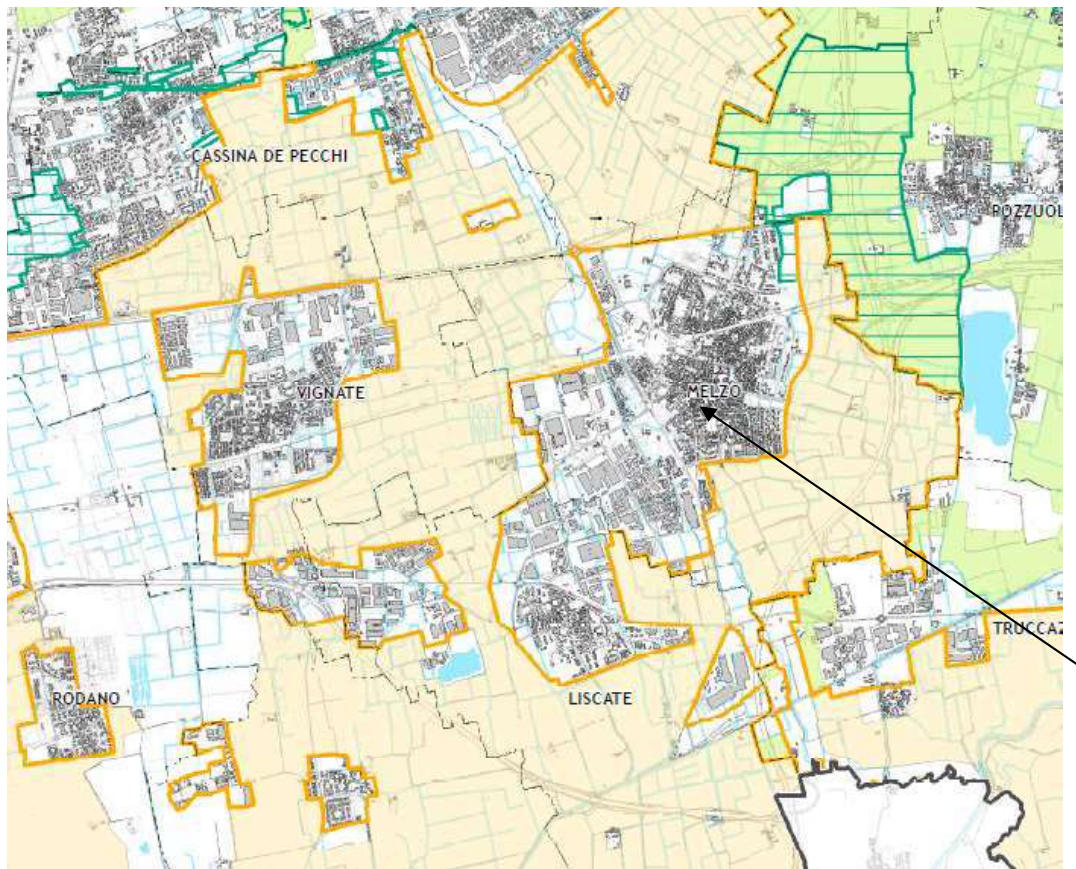 CASSINA DE PECCHI
POZZUOL
VIGNATE
MELZO
TRUCCAZ
RODANO
LISCATE